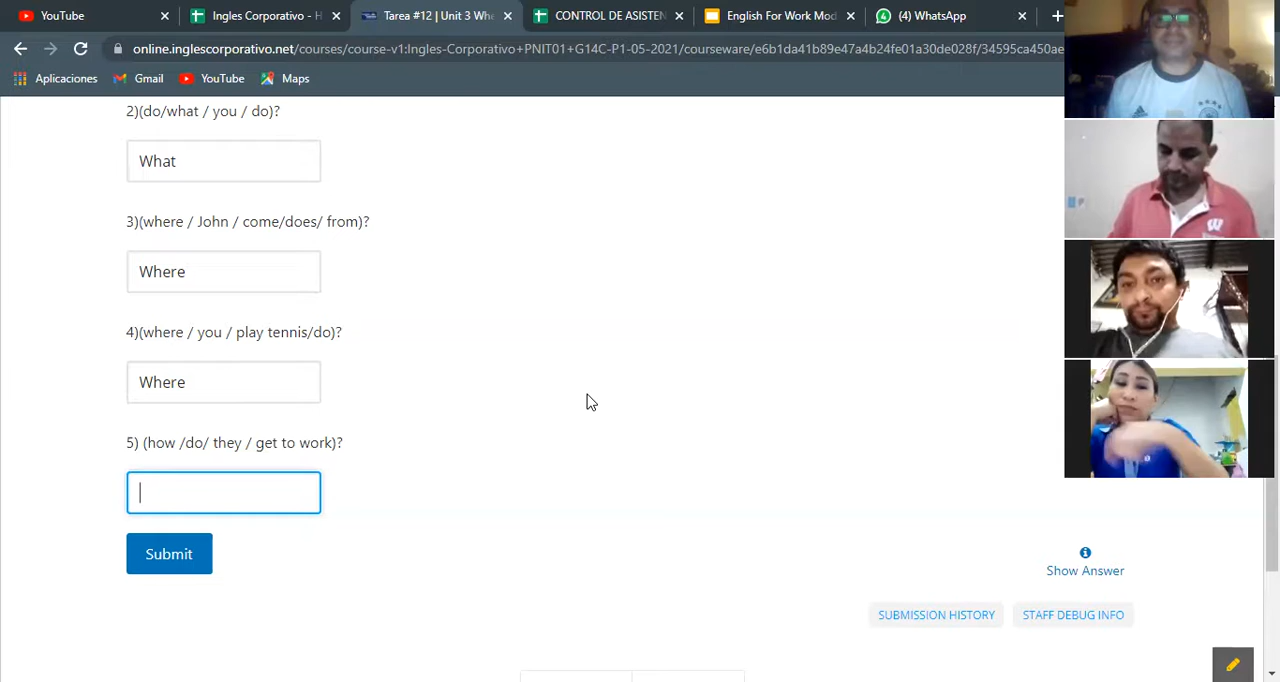 YouTube
Ingles Corporativo - H
Tarea #12 | Unit 3 Whe
CONTROL DE ASISTEN
English For Work Mod
(4) WhatsApp
online.inglescorporativo.net/courses/course-v1:Ingles-Corporativo+PNIT01+G14C-P1-05-2021/courseware/e6b1da41b89e47a4b24fe01a30de028f/34595ca450ae
Aplicaciones
Gmail
YouTube
Maps
2)(do/what / you / do)?
What
3)(where / John / come/does/ from)?
Where
4)(where / you / play tennis/do)?
Where
5) (how /do/ they / get to work)?
Submit
Show Answer
SUBMISSION HISTORY
STAFF DEBUG INFO
W